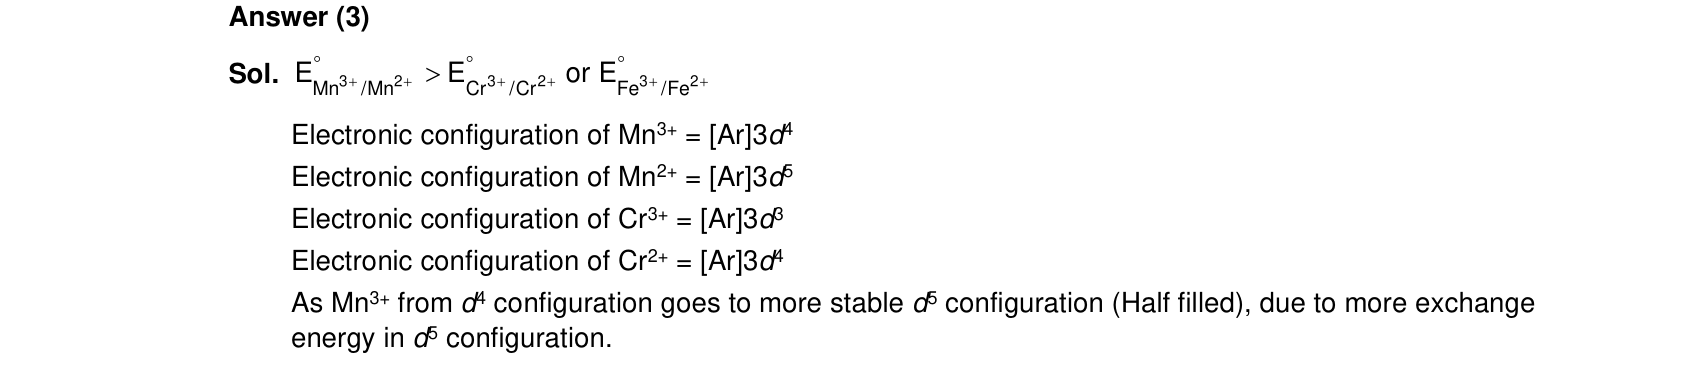 Answer (3)
Sol. E°Mn³⁺/Mn²⁺ > E°Cr³⁺/Cr²⁺ or E°Fe³⁺/Fe²⁺
Electronic configuration of Mn³⁺ = [Ar]3d⁴
Electronic configuration of Mn²⁺ = [Ar]3d⁵
Electronic configuration of Cr³⁺ = [Ar]3d³
Electronic configuration of Cr²⁺ = [Ar]3d⁴
As Mn³⁺ from d⁴ configuration goes to more stable d⁵ configuration (Half filled), due to more exchange
energy in d⁵ configuration.